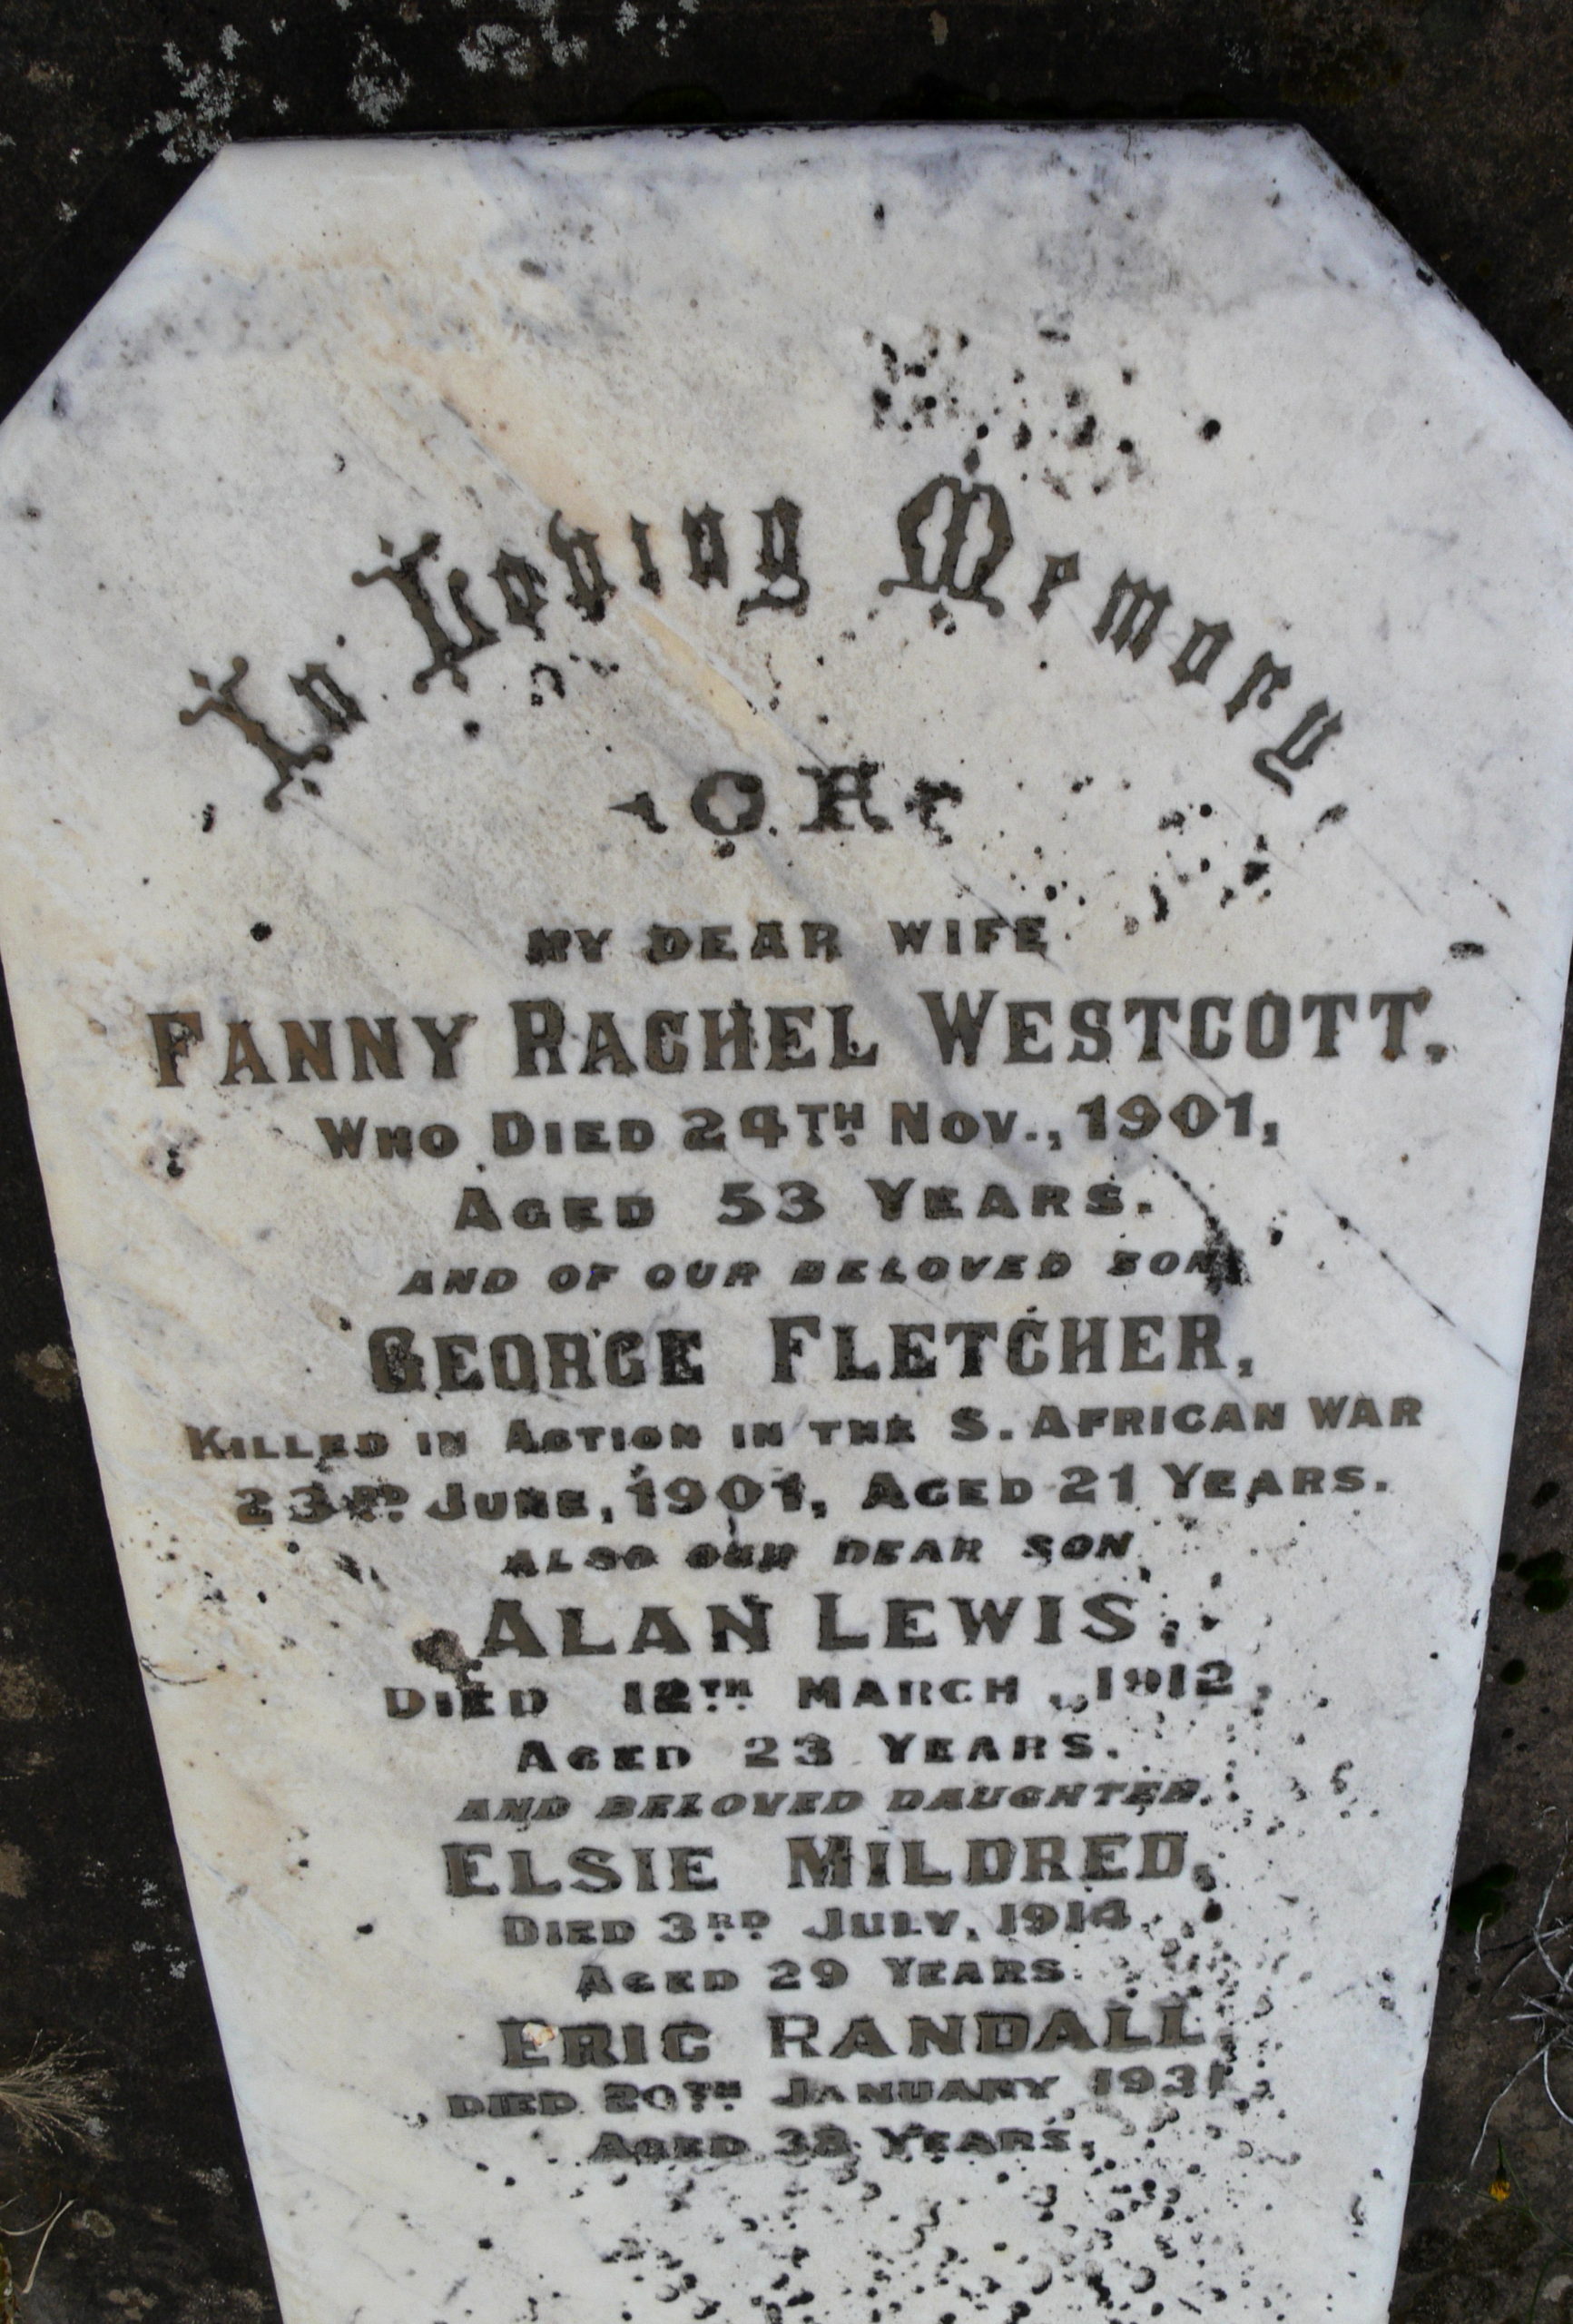 In Loving Memory,
OF
MY DEAR WIFE
FANNY RACHEL WESTCOTT.
WHO DIED 24TH NOV., 1901,
AGED 53 YEARS.
AND OF OUR BELOVED SON
GEORGE FLETCHER,
KILLED IN ACTION IN THE S. AFRICAN WAR
23RD JUNE, 1901, AGED 21 YEARS.
ALSO OUR DEAR SON
ALAN LEWIS,
DIED 12TH MARCH, 1912,
AGED 23 YEARS.
AND BELOVED DAUGHTER.
ELSIE MILDRED,
DIED 3RD JULY, 1914.
AGED 29 YEARS.
ERIC RANDALL
DIED 20TH JANUARY 1931
AGED 38 YEARS.